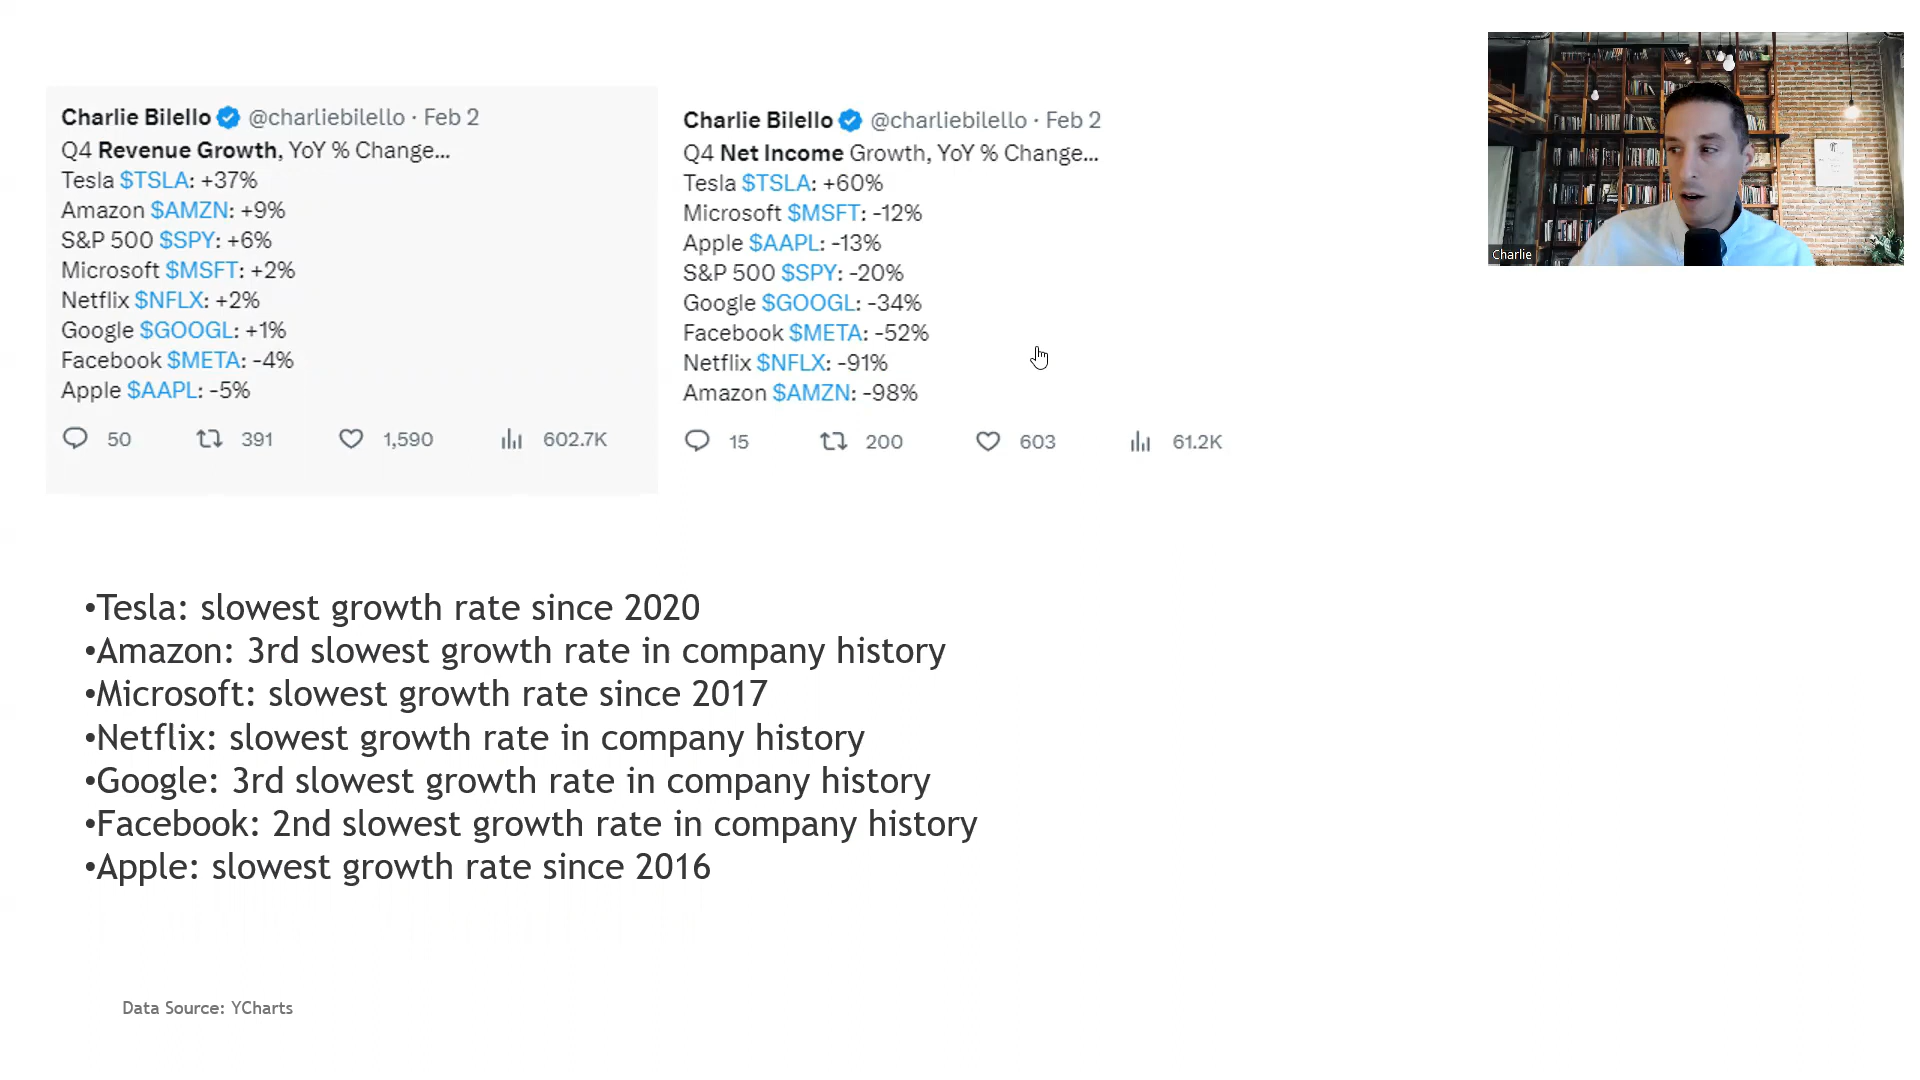 Charlie Bilello @charliebilello · Feb 2
Q4 Revenue Growth, YoY % Change...
Tesla $TSLA: +37%
Amazon $AMZN: +9%
S&P 500 $SPY: +6%
Microsoft $MSFT: +2%
Netflix $NFLX: +2%
Google $GOOGL: +1%
Facebook $META: -4%
Apple $AAPL: -5%
50 391 1,590 602.7K
Charlie Bilello @charliebilello · Feb 2
Q4 Net Income Growth, YoY % Change...
Tesla $TSLA: +60%
Microsoft $MSFT: -12%
Apple $AAPL: -13%
S&P 500 $SPY: -20%
Google $GOOGL: -34%
Facebook $META: -52%
Netflix $NFLX: -91%
Amazon $AMZN: -98%
15 200 603 61.2K
Charlie
•Tesla: slowest growth rate since 2020
•Amazon: 3rd slowest growth rate in company history
•Microsoft: slowest growth rate since 2017
•Netflix: slowest growth rate in company history
•Google: 3rd slowest growth rate in company history
•Facebook: 2nd slowest growth rate in company history
•Apple: slowest growth rate since 2016
Data Source: YCharts